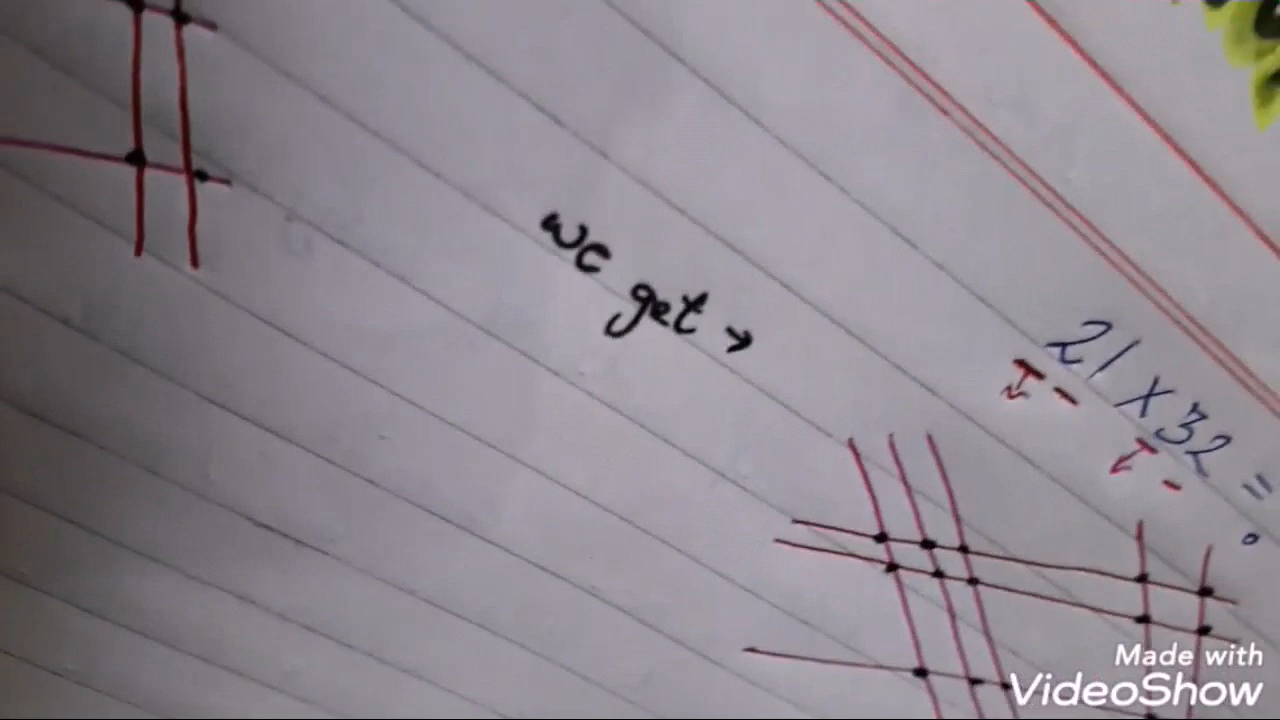 we get →
21 × 32 =
T -
T -
Made with
VideoShow